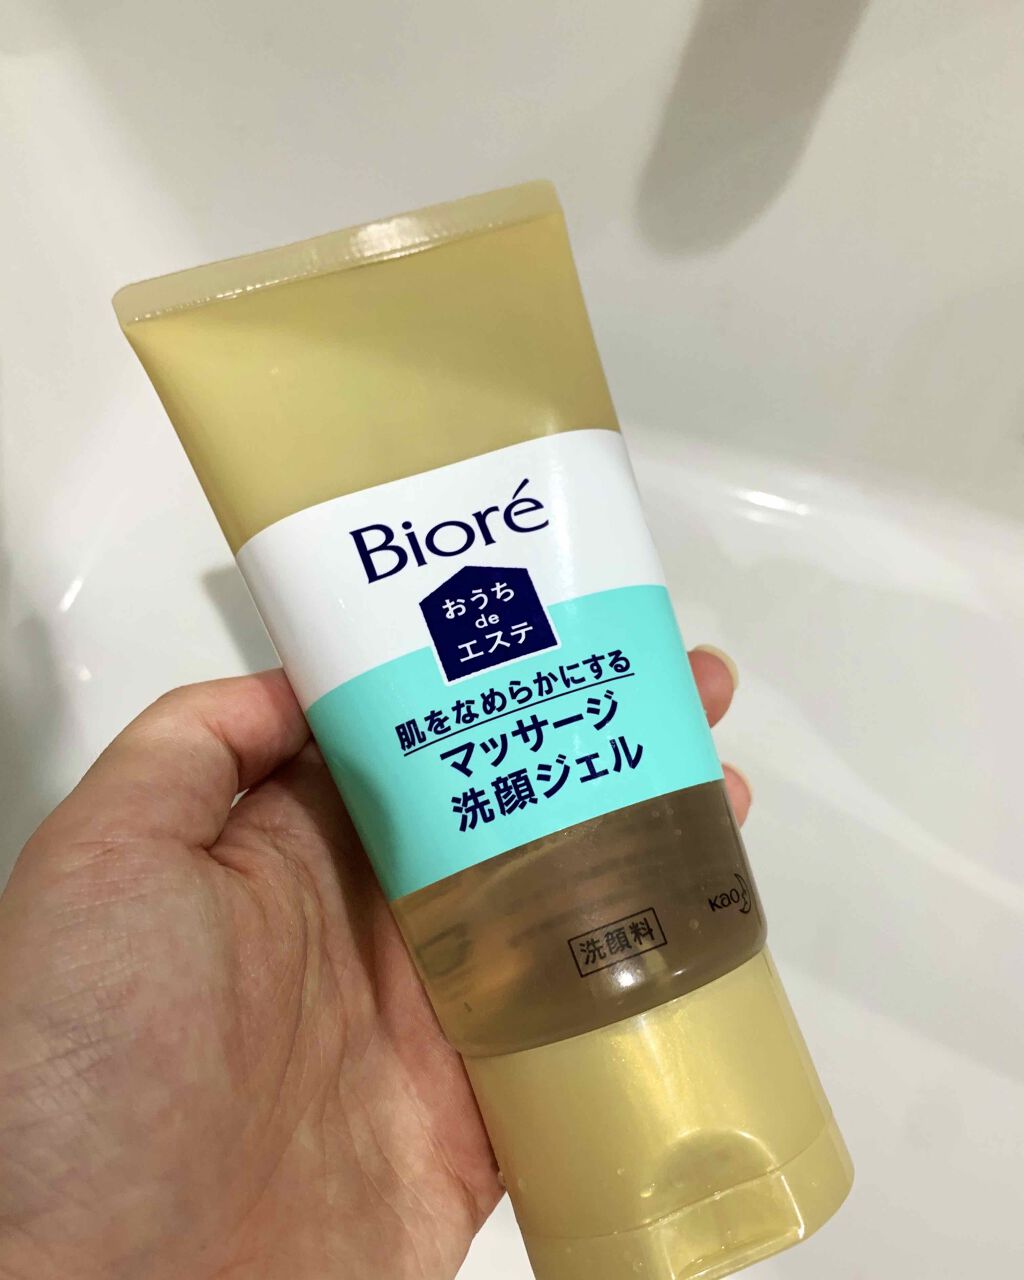 Bioré
おうち
de
エステ
肌をなめらかにする
マッサージ
洗顔ジェル
洗顔料
Kao